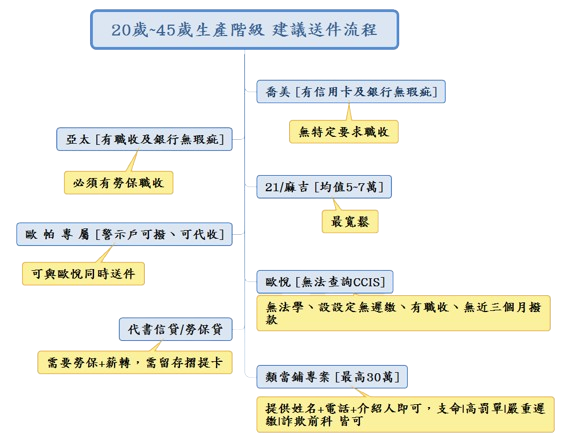 20歲~45歲生產階級 建議送件流程
喬美 [有信用卡及銀行無瑕疵]
無特定要求職收
亞太 [有職收及銀行無瑕疵]
必須有勞保職收
21/麻吉 [均值5-7萬]
最寬鬆
歐 帕 專 屬 [警示戶可撥、可代收]
可與歐悅同時送件
歐悅 [無法查詢CCIS]
無法學、設設定無遲繳、有職收、無近三個月撥
款
代書信貸/勞保貸
需要勞保+薪轉，需留存摺提卡
類當鋪專案 [最高30萬]
提供姓名+電話+介紹人即可，支命|高罰單|嚴重遲
繳|詐欺前科 皆可